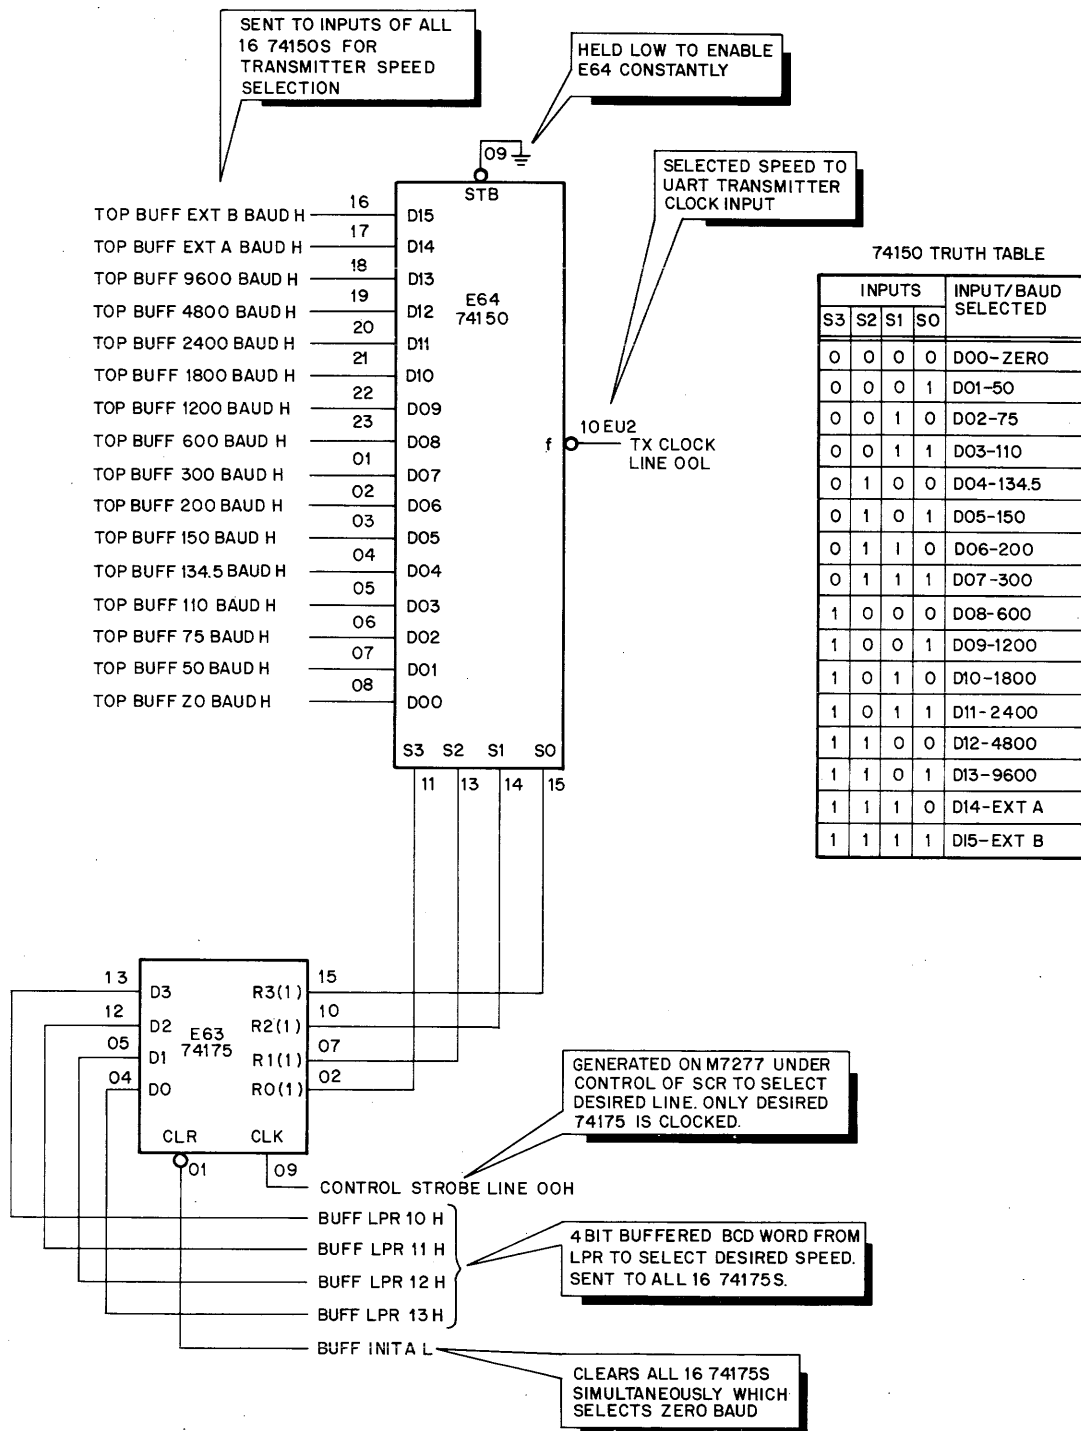 SENT TO INPUTS OF ALL
16 74150S FOR
TRANSMITTER SPEED
SELECTION
HELD LOW TO ENABLE
E64 CONSTANTLY
09
STB
SELECTED SPEED TO
UART TRANSMITTER
CLOCK INPUT
TOP BUFF EXT B BAUD H 16 D15
TOP BUFF EXT A BAUD H 17 D14
TOP BUFF 9600 BAUD H 18 D13
TOP BUFF 4800 BAUD H 19 D12
TOP BUFF 2400 BAUD H 20 D11
TOP BUFF 1800 BAUD H 21 D10
TOP BUFF 1200 BAUD H 22 D09
TOP BUFF 600 BAUD H 23 D08
TOP BUFF 300 BAUD H 01 D07
TOP BUFF 200 BAUD H 02 D06
TOP BUFF 150 BAUD H 03 D05
TOP BUFF 134.5 BAUD H 04 D04
TOP BUFF 110 BAUD H 05 D03
TOP BUFF 75 BAUD H 06 D02
TOP BUFF 50 BAUD H 07 D01
TOP BUFF Z0 BAUD H 08 D00
E64
74150
f
10 EU2
TX CLOCK
LINE 00L
S3 S2 S1 S0
11 13 14 15
74150 TRUTH TABLE
INPUTS INPUT/BAUD
SELECTED
S3 S2 S1 S0
0 0 0 0 D00-ZERO
0 0 0 1 D01-50
0 0 1 0 D02-75
0 0 1 1 D03-110
0 1 0 0 D04-134.5
0 1 0 1 D05-150
0 1 1 0 D06-200
0 1 1 1 D07-300
1 0 0 0 D08-600
1 0 0 1 D09-1200
1 0 1 0 D10-1800
1 0 1 1 D11-2400
1 1 0 0 D12-4800
1 1 0 1 D13-9600
1 1 1 0 D14-EXT A
1 1 1 1 D15-EXT B
13 D3 R3(1) 15
12 D2 R2(1) 10
05 D1 R1(1) 07
04 D0 R0(1) 02
E63
74175
CLR CLK
01 09
GENERATED ON M7277 UNDER
CONTROL OF SCR TO SELECT
DESIRED LINE. ONLY DESIRED
74175 IS CLOCKED.
CONTROL STROBE LINE 00H
BUFF LPR 10 H
BUFF LPR 11 H
BUFF LPR 12 H
BUFF LPR 13 H
4 BIT BUFFERED BCD WORD FROM
LPR TO SELECT DESIRED SPEED.
SENT TO ALL 16 74175S.
BUFF INIT A L
CLEARS ALL 16 74175S
SIMULTANEOUSLY WHICH
SELECTS ZERO BAUD